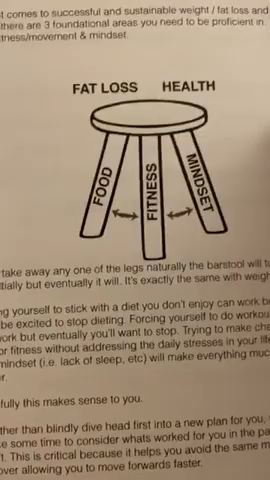 t comes to successful and sustainable weight / fat loss and
there are 3 foundational areas you need to be proficient in
tness/movement & mindset.
FAT LOSS HEALTH
FOOD
FITNESS
MINDSET
take away any one of the legs naturally the barstool will t
tially but eventually it will. It's exactly the same with weigh
ng yourself to stick with a diet you don't enjoy can work b
be excited to stop dieting. Forcing yourself to do workou
work but eventually you'll want to stop. Trying to make cha
or fitness without addressing the daily stresses in your life
mindset (i.e. lack of sleep, etc) will make everything muc
r.
fully this makes sense to you.
ther than blindly dive head first into a new plan for you,
e some time to consider whats worked for you in the pa
t. This is critical because it helps you avoid the same m
over allowing you to move forwards faster.